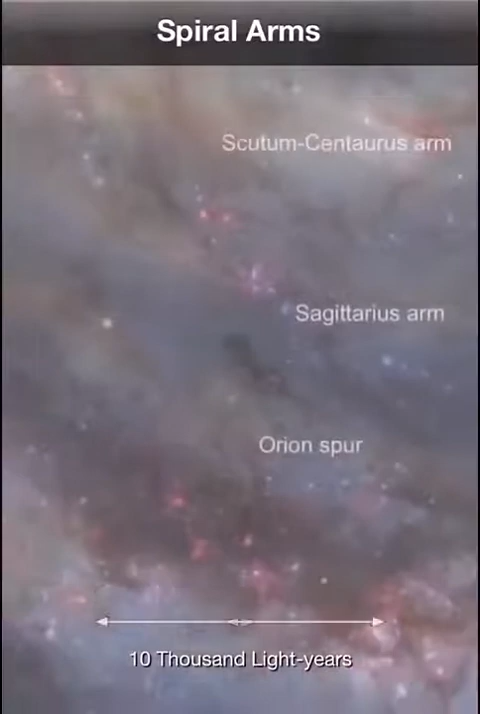 Spiral Arms
Scutum-Centaurus arm
Sagittarius arm
Orion spur
10 Thousand Light-years